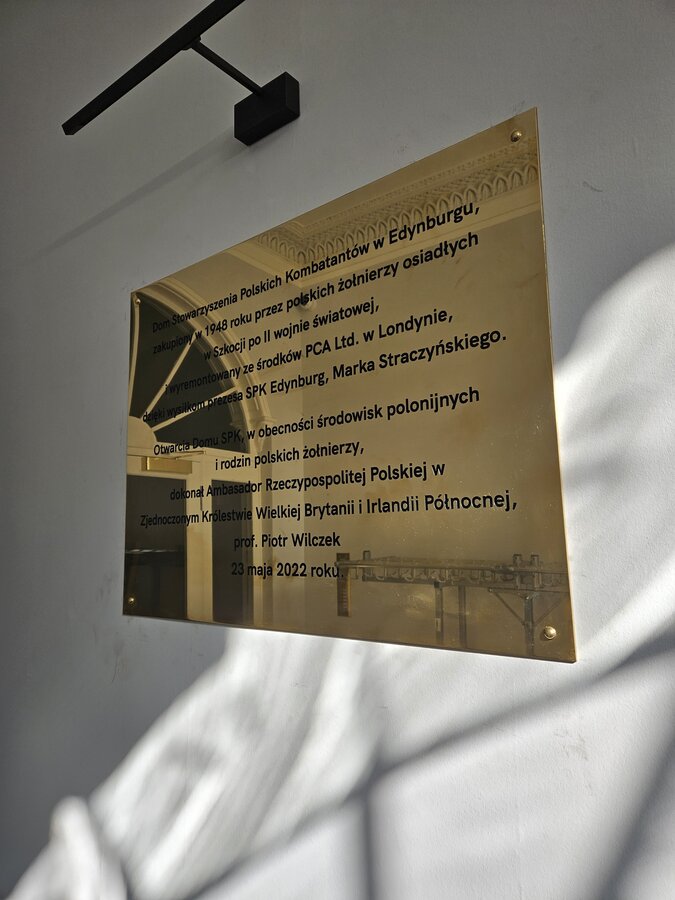 Dom Stowarzyszenia Polskich Kombatantów w Edynburgu,
zakupiony w 1948 roku przez polskich żołnierzy osiadłych
w Szkocji po II wojnie światowej,
i wyremontowany ze środków PCA Ltd. w Londynie,
dzięki wysiłkom prezesa SPK Edynburg, Marka Straczyńskiego.
Otwarcia Domu SPK, w obecności środowisk polonijnych
i rodzin polskich żołnierzy,
dokonał Ambasador Rzeczypospolitej Polskiej w
Zjednoczonym Królestwie Wielkiej Brytanii i Irlandii Północnej,
prof. Piotr Wilczek
23 maja 2022 roku.